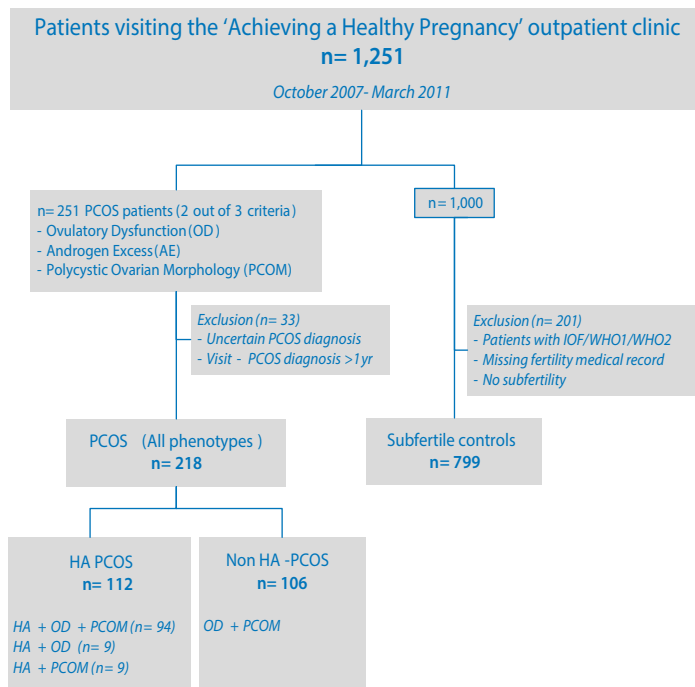 Patients visiting the ‘Achieving a Healthy Pregnancy’ outpatient clinic
n= 1,251
October 2007- March 2011
n= 251 PCOS patients (2 out of 3 criteria)
- Ovulatory Dysfunction (OD)
- Androgen Excess (AE)
- Polycystic Ovarian Morphology (PCOM)
n= 1,000
Exclusion (n= 33)
- Uncertain PCOS diagnosis
- Visit - PCOS diagnosis >1yr
Exclusion (n= 201)
- Patients with IOF/WHO1/WHO2
- Missing fertility medical record
- No subfertility
PCOS (All phenotypes )
n= 218
Subfertile controls
n= 799
HA PCOS
n= 112
HA + OD + PCOM (n= 94)
HA + OD (n= 9)
HA + PCOM (n= 9)
Non HA -PCOS
n= 106
OD + PCOM